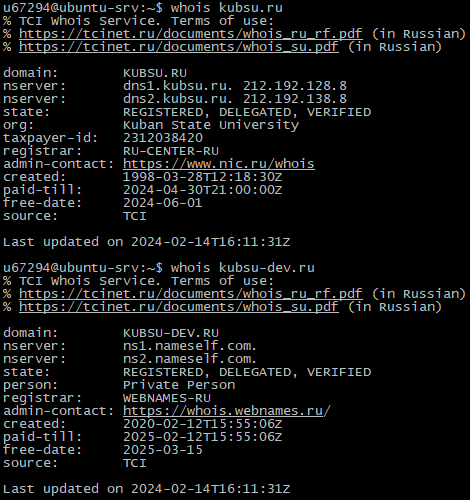 u67294@ubuntu-srv:~$ whois kubsu.ru
% TCI Whois Service. Terms of use:
% https://tcinet.ru/documents/whois_ru_rf.pdf (in Russian)
% https://tcinet.ru/documents/whois_su.pdf (in Russian)

domain:        KUBSU.RU
nserver:       dns1.kubsu.ru. 212.192.128.8
nserver:       dns2.kubsu.ru. 212.192.138.8
state:         REGISTERED, DELEGATED, VERIFIED
org:           Kuban State University
taxpayer-id:   2312038420
registrar:     RU-CENTER-RU
admin-contact: https://www.nic.ru/whois
created:       1998-03-28T12:18:30Z
paid-till:     2024-04-30T21:00:00Z
free-date:     2024-06-01
source:        TCI

Last updated on 2024-02-14T16:11:31Z

u67294@ubuntu-srv:~$ whois kubsu-dev.ru
% TCI Whois Service. Terms of use:
% https://tcinet.ru/documents/whois_ru_rf.pdf (in Russian)
% https://tcinet.ru/documents/whois_su.pdf (in Russian)

domain:        KUBSU-DEV.RU
nserver:       ns1.nameself.com.
nserver:       ns2.nameself.com.
state:         REGISTERED, DELEGATED, VERIFIED
person:        Private Person
registrar:     WEBNAMES-RU
admin-contact: https://whois.webnames.ru/
created:       2020-02-12T15:55:06Z
paid-till:     2025-02-12T15:55:06Z
free-date:     2025-03-15
source:        TCI

Last updated on 2024-02-14T16:11:31Z